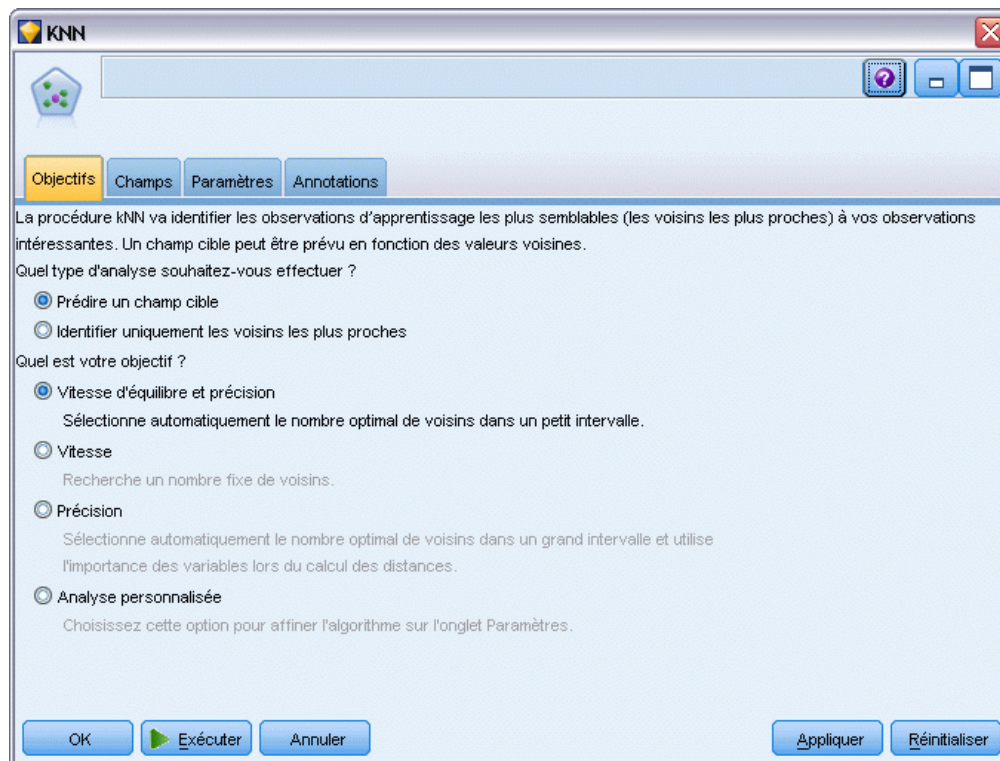 KNN
Objectifs Champs Paramètres Annotations
La procédure kNN va identifier les observations d'apprentissage les plus semblables (les voisins les plus proches) à vos observations
intéressantes. Un champ cible peut être prévu en fonction des valeurs voisines.
Quel type d'analyse souhaitez-vous effectuer ?
Prédire un champ cible
Identifier uniquement les voisins les plus proches
Quel est votre objectif ?
Vitesse d'équilibre et précision
Sélectionne automatiquement le nombre optimal de voisins dans un petit intervalle.
Vitesse
Recherche un nombre fixe de voisins.
Précision
Sélectionne automatiquement le nombre optimal de voisins dans un grand intervalle et utilise
l'importance des variables lors du calcul des distances.
Analyse personnalisée
Choisissez cette option pour affiner l'algorithme sur l'onglet Paramètres.
OK Exécuter Annuler Appliquer Réinitialiser